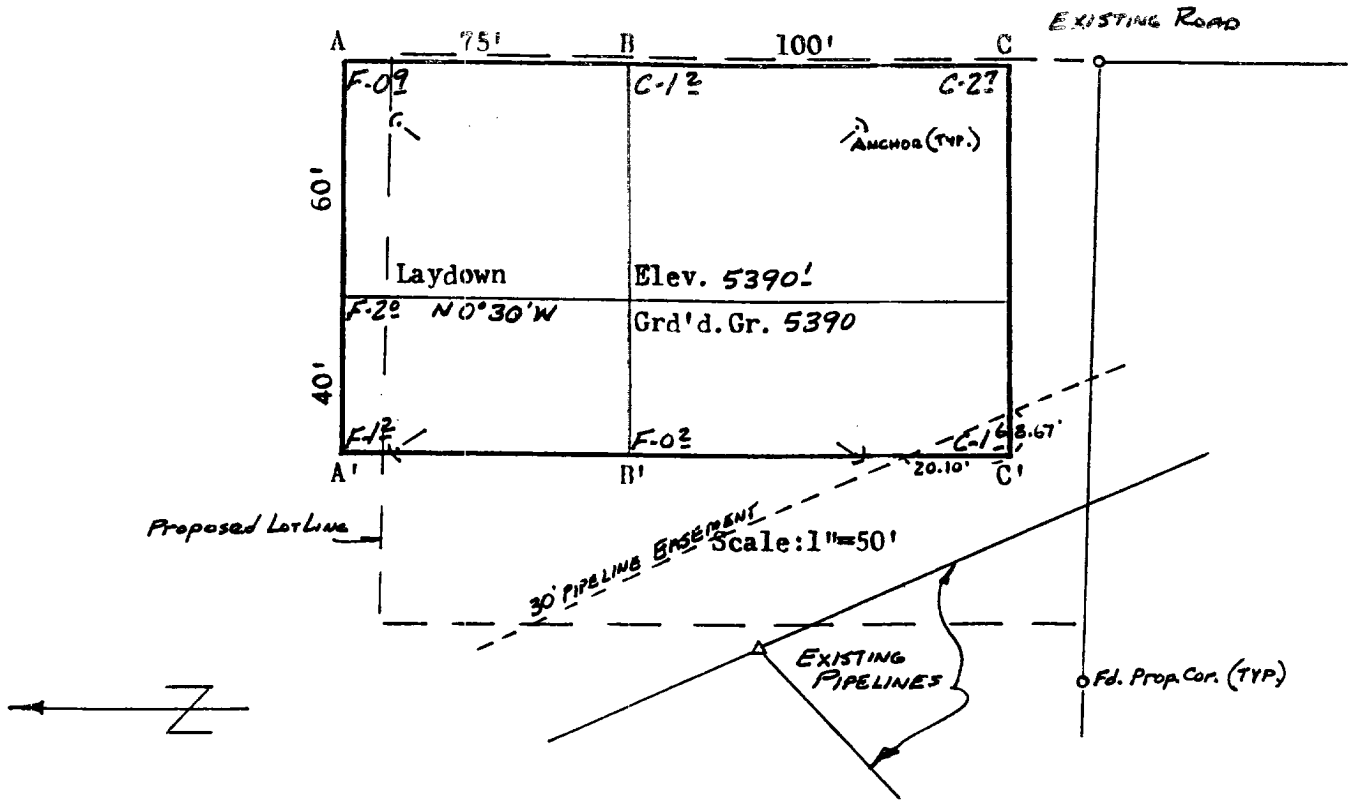 EXISTING ROAD
A 75' B 100' C
F-0 9 C-1 2 C-2 7
ANCHOR (TYP.)
60'
Laydown Elev. 5390'
F-2 0 N 0°30'W Grd'd. Gr. 5390
40'
F-1 2 F-0 2 C-1 6 8.67'
20.10'
A' B' C'
Proposed Lot Line
Scale: 1"=50'
30' PIPELINE EASEMENT
EXISTING
PIPELINES
Fd. Prop. Cor. (TYP.)
Z